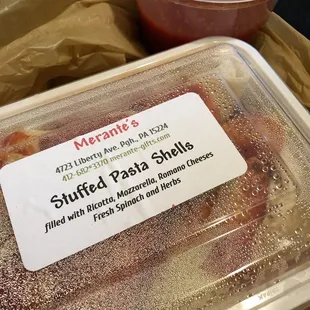 Merante's
4723 Liberty Ave. Pgh., PA 15224
412-682-3370 merante-gifts.com
Stuffed Pasta Shells
filled with Ricotta, Mozzarella, Romano Cheeses
Fresh Spinach and Herbs